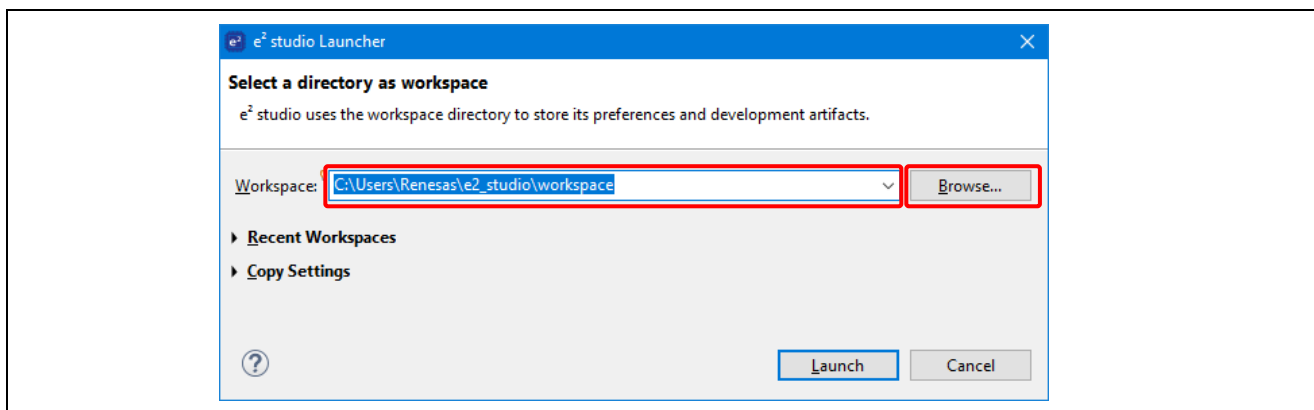 e² e² studio Launcher
Select a directory as workspace
e² studio uses the workspace directory to store its preferences and development artifacts.
Workspace: C:\Users\Renesas\e2_studio\workspace Browse...
Recent Workspaces
Copy Settings
? Launch Cancel